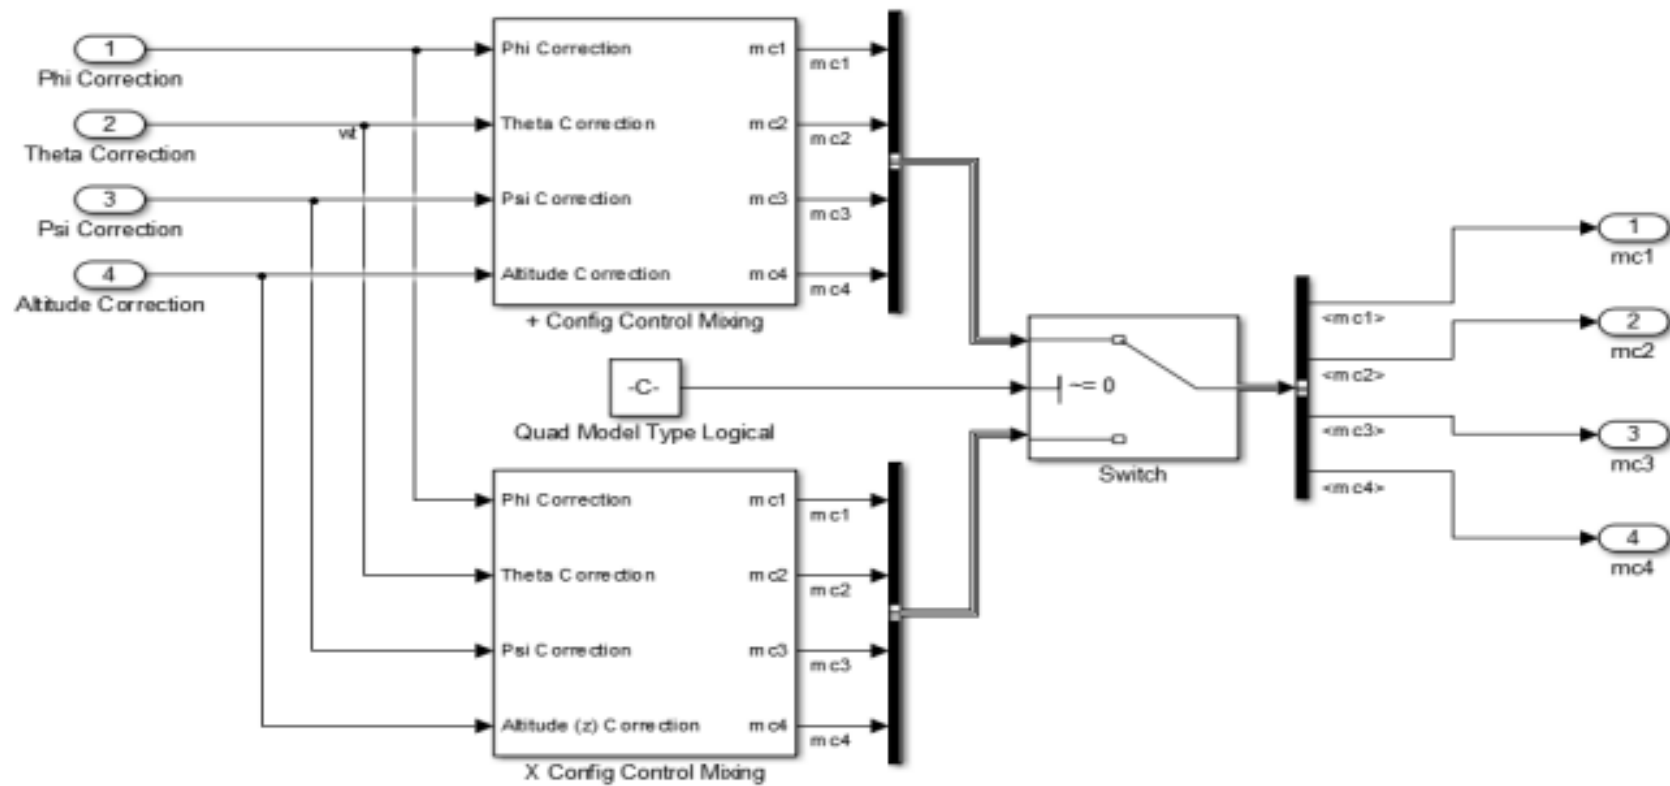 1
Phi Correction
2
Theta Correction
3
Psi Correction
4
Altitude Correction
Phi Correction
Theta Correction
Psi Correction
Altitude Correction
mc1
mc2
mc3
mc4
+ Config Control Mixing
mc1
mc2
mc3
mc4
-C-
Quad Model Type Logical
Phi Correction
Theta Correction
Psi Correction
Altitude (z) Correction
mc1
mc2
mc3
mc4
X Config Control Mixing
mc1
mc2
mc3
mc4
~= 0
Switch
<mc1>
<mc2>
<mc3>
<mc4>
1
mc1
2
mc2
3
mc3
4
mc4